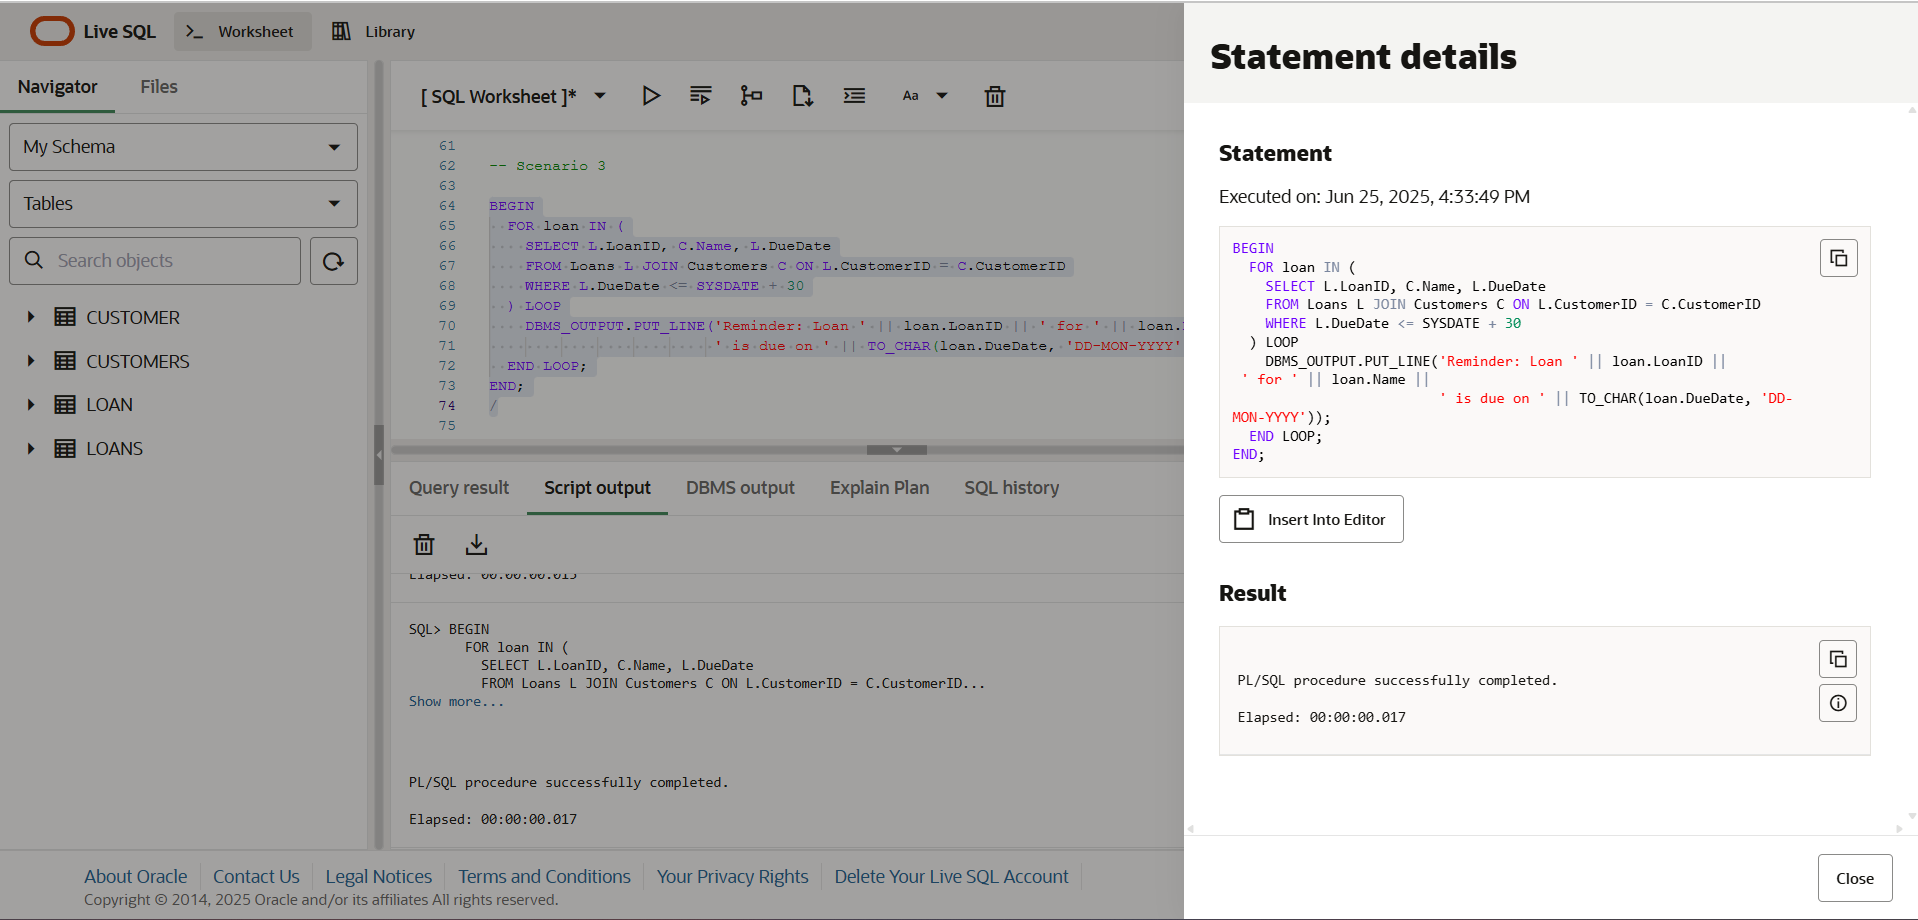 Live SQL
Worksheet
Library
Navigator
Files
My Schema
Tables
Search objects
CUSTOMER
CUSTOMERS
LOAN
LOANS
[ SQL Worksheet ]*
Aa
61
62 -- Scenario 3
63
64 BEGIN
65 FOR loan IN (
66 SELECT L.LoanID, C.Name, L.DueDate
67 FROM Loans L JOIN Customers C ON L.CustomerID = C.CustomerID
68 WHERE L.DueDate <= SYSDATE + 30
69 ) LOOP
70 DBMS_OUTPUT.PUT_LINE('Reminder: Loan ' || loan.LoanID || ' for ' || loan.
71 ' is due on ' || TO_CHAR(loan.DueDate, 'DD-MON-YYYY'
72 END LOOP;
73 END;
74 /
75
Query result
Script output
DBMS output
Explain Plan
SQL history
Elapsed: 00:00:00.015
SQL> BEGIN
FOR loan IN (
SELECT L.LoanID, C.Name, L.DueDate
FROM Loans L JOIN Customers C ON L.CustomerID = C.CustomerID...
Show more...
PL/SQL procedure successfully completed.
Elapsed: 00:00:00.017
About Oracle
Contact Us
Legal Notices
Terms and Conditions
Your Privacy Rights
Delete Your Live SQL Account
Copyright © 2014, 2025 Oracle and/or its affiliates All rights reserved.
Statement details
Statement
Executed on: Jun 25, 2025, 4:33:49 PM
BEGIN
FOR loan IN (
SELECT L.LoanID, C.Name, L.DueDate
FROM Loans L JOIN Customers C ON L.CustomerID = C.CustomerID
WHERE L.DueDate <= SYSDATE + 30
) LOOP
DBMS_OUTPUT.PUT_LINE('Reminder: Loan ' || loan.LoanID ||
' for ' || loan.Name ||
' is due on ' || TO_CHAR(loan.DueDate, 'DD-
MON-YYYY'));
END LOOP;
END;
Insert Into Editor
Result
PL/SQL procedure successfully completed.
Elapsed: 00:00:00.017
Close